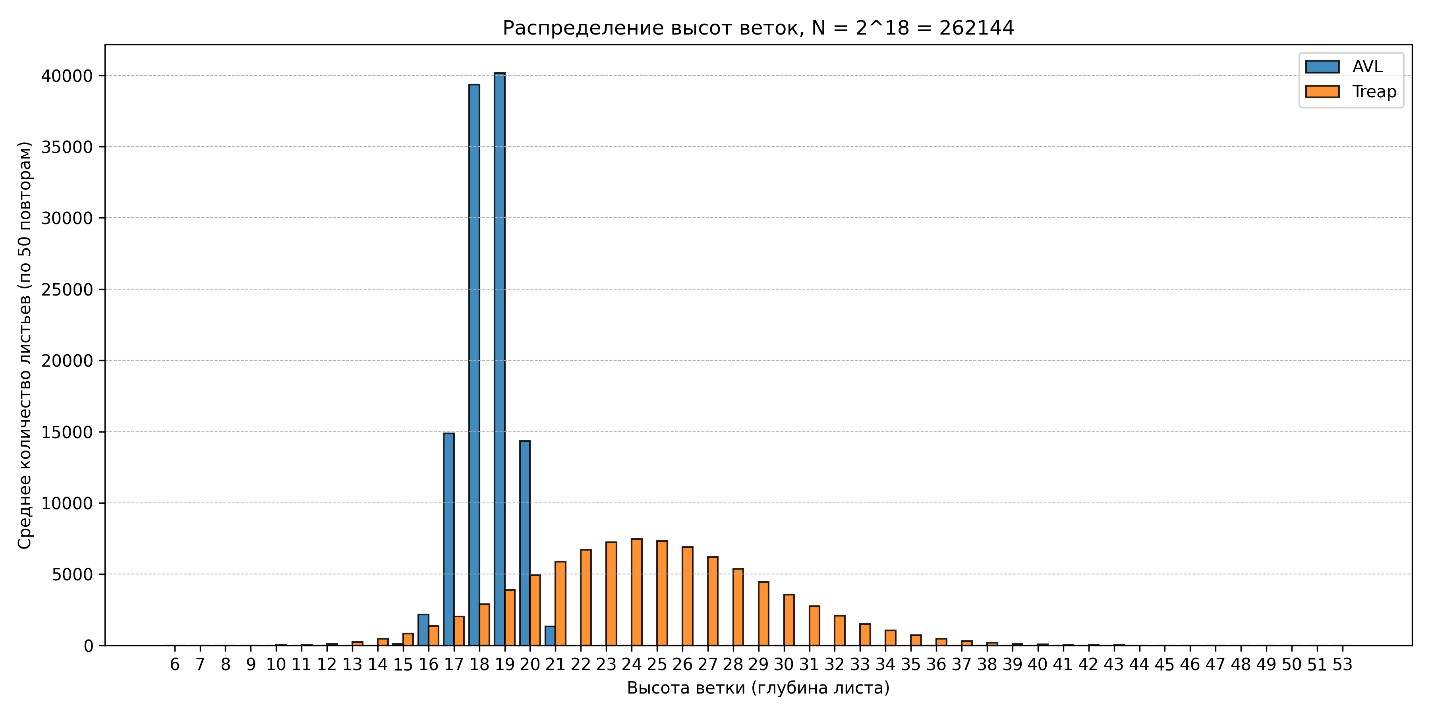 Распределение высот веток, N = 2^18 = 262144
AVL
Treap
Среднее количество листьев (по 50 повторам)
40000
35000
30000
25000
20000
15000
10000
5000
0
6 7 8 9 10 11 12 13 14 15 16 17 18 19 20 21 22 23 24 25 26 27 28 29 30 31 32 33 34 35 36 37 38 39 40 41 42 43 44 45 46 47 48 49 50 51 53
Высота ветки (глубина листа)